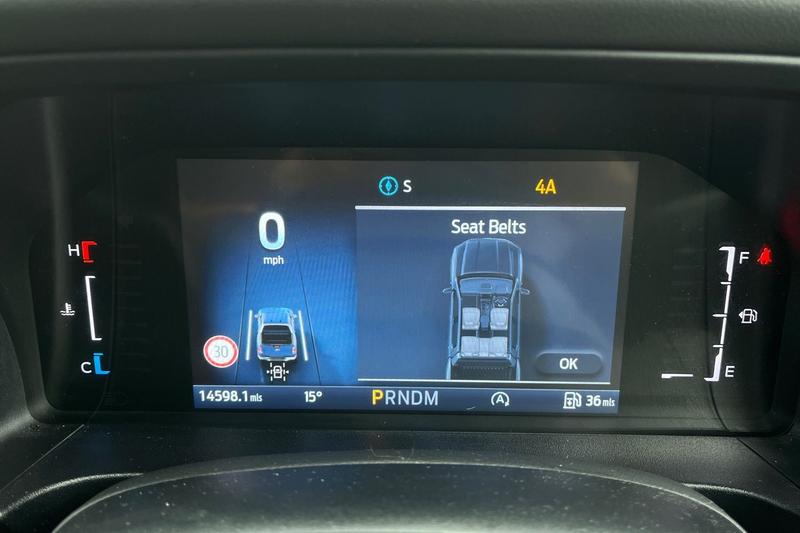 S
4A
0
mph
Seat Belts
OK
30
H
C
F
E
14598.1 mls
15°
PRNDM
A
36 mls